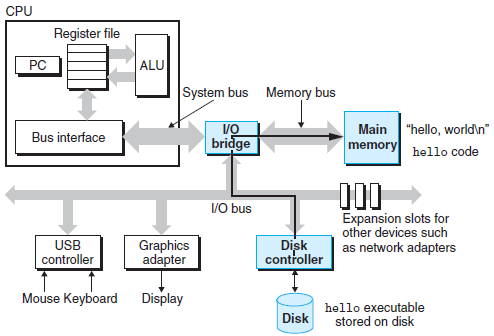 CPU
Register file
PC
ALU
System bus
Memory bus
Bus interface
I/O
bridge
Main
memory
"hello, world\n"
hello code
I/O bus
Expansion slots for
other devices such
as network adapters
USB
controller
Graphics
adapter
Disk
controller
Mouse Keyboard
Display
Disk
hello executable
stored on disk